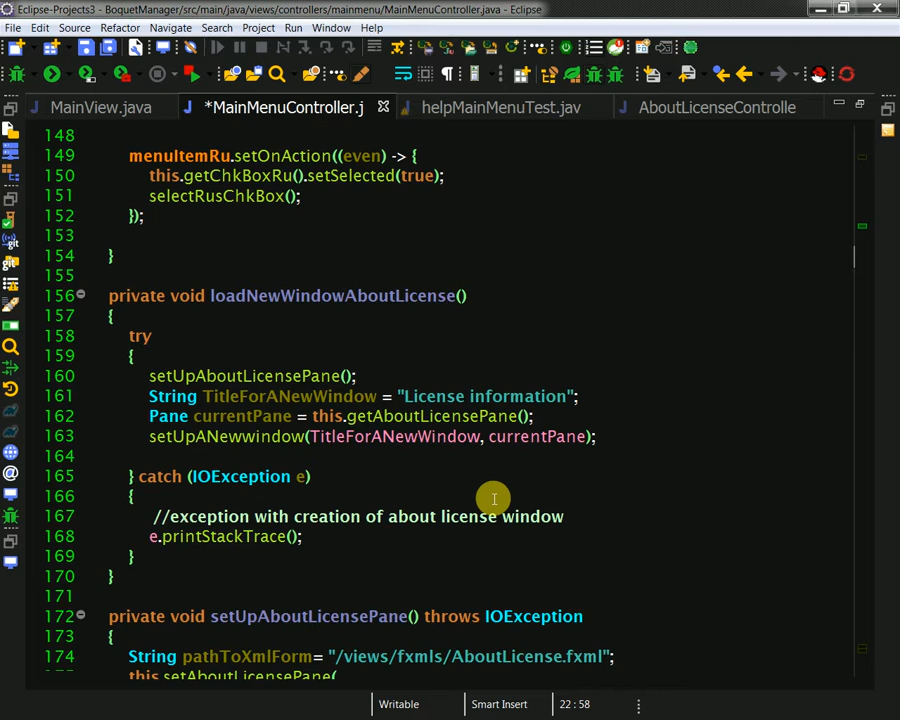 Eclipse-Projects3 - BoquetManager/src/main/java/views/controllers/mainmenu/MainMenuController.java - Eclipse
File Edit Source Refactor Navigate Search Project Run Window Help
MainView.java *MainMenuController.j helpMainMenuTest.jav AboutLicenseControlle
148
149 menuItemRu.setOnAction((even) -> {
150 this.getChkBoxRu().setSelected(true);
151 selectRusChkBox();
152 });
153
154 }
155
156 private void loadNewWindowAboutLicense()
157 {
158 try
159 {
160 setUpAboutLicensePane();
161 String TitleForANewWindow = "License information";
162 Pane currentPane = this.getAboutLicensePane();
163 setUpANewwindow(TitleForANewWindow, currentPane);
164
165 } catch (IOException e)
166 {
167 //exception with creation of about license window
168 e.printStackTrace();
169 }
170 }
171
172 private void setUpAboutLicensePane() throws IOException
173 {
174 String pathToXmlForm= "/views/fxmls/AboutLicense.fxml";
this.setAboutLicensePane(
Writable Smart Insert 22 : 58